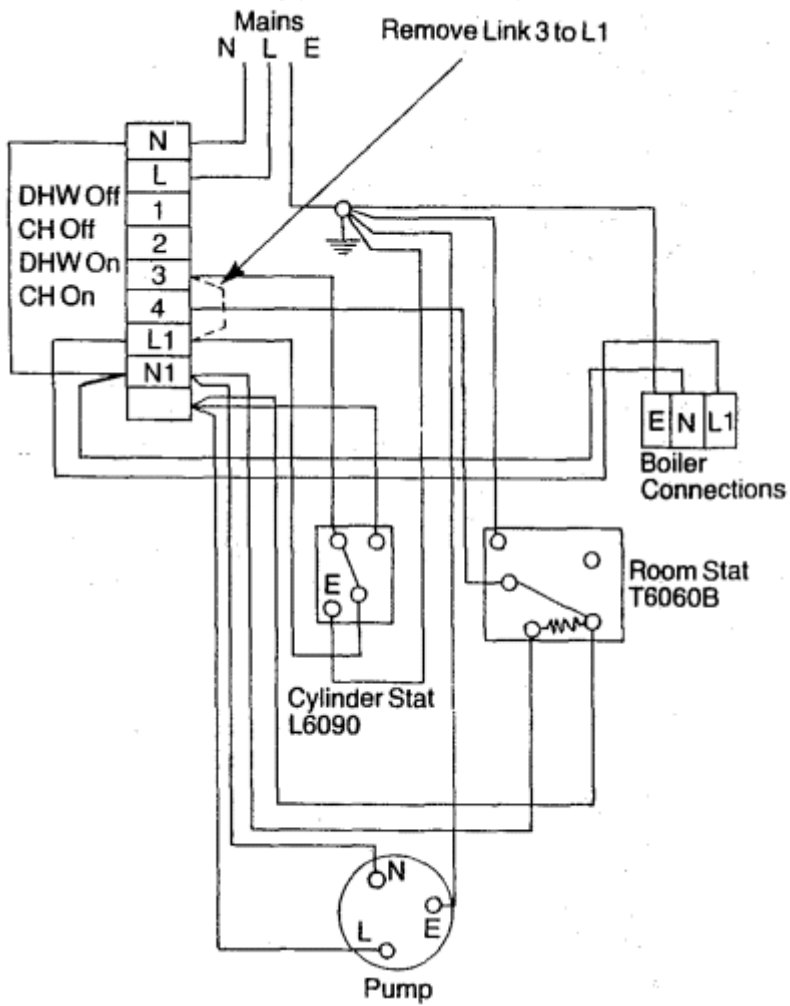 Mains
N L E
Remove Link 3 to L1
N
L
1
2
3
4
L1
N1
DHW Off
CH Off
DHW On
CH On
E N L1
Boiler
Connections
E
Cylinder Stat
L6090
Room Stat
T6060B
N
E
L
Pump